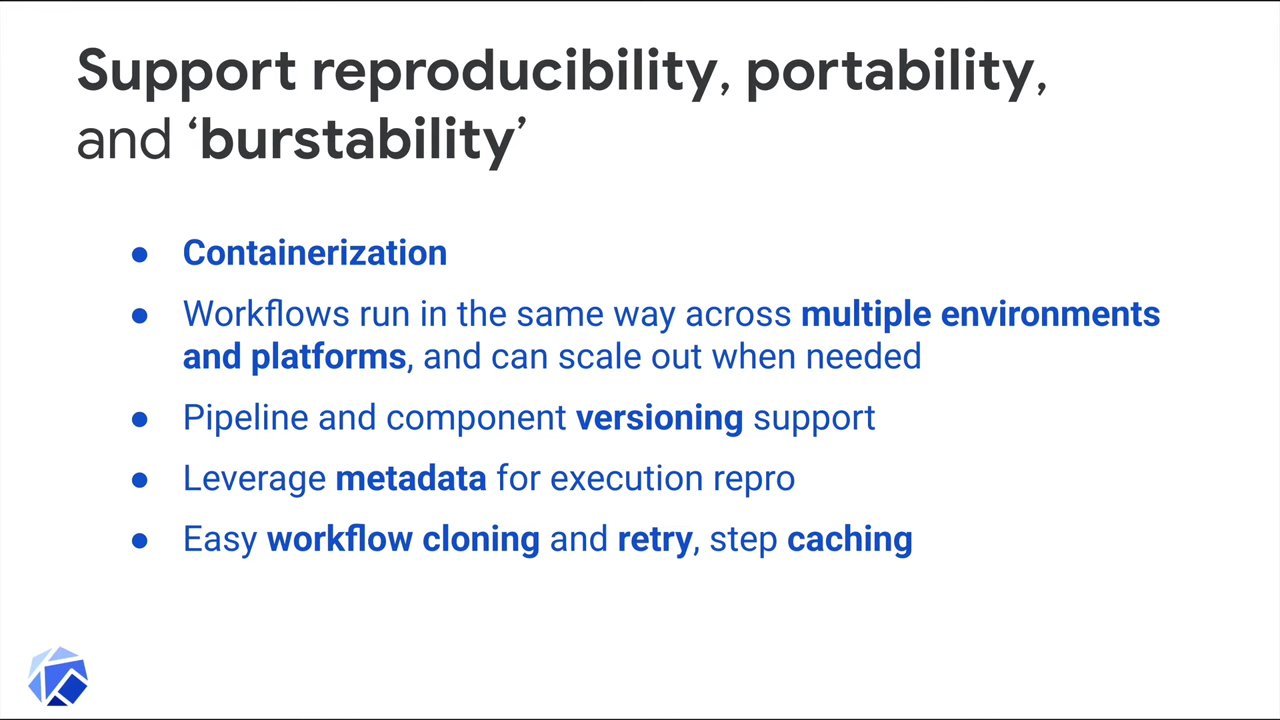 Support reproducibility, portability,
and ‘burstability’
● Containerization
● Workflows run in the same way across multiple environments
and platforms, and can scale out when needed
● Pipeline and component versioning support
● Leverage metadata for execution repro
● Easy workflow cloning and retry, step caching